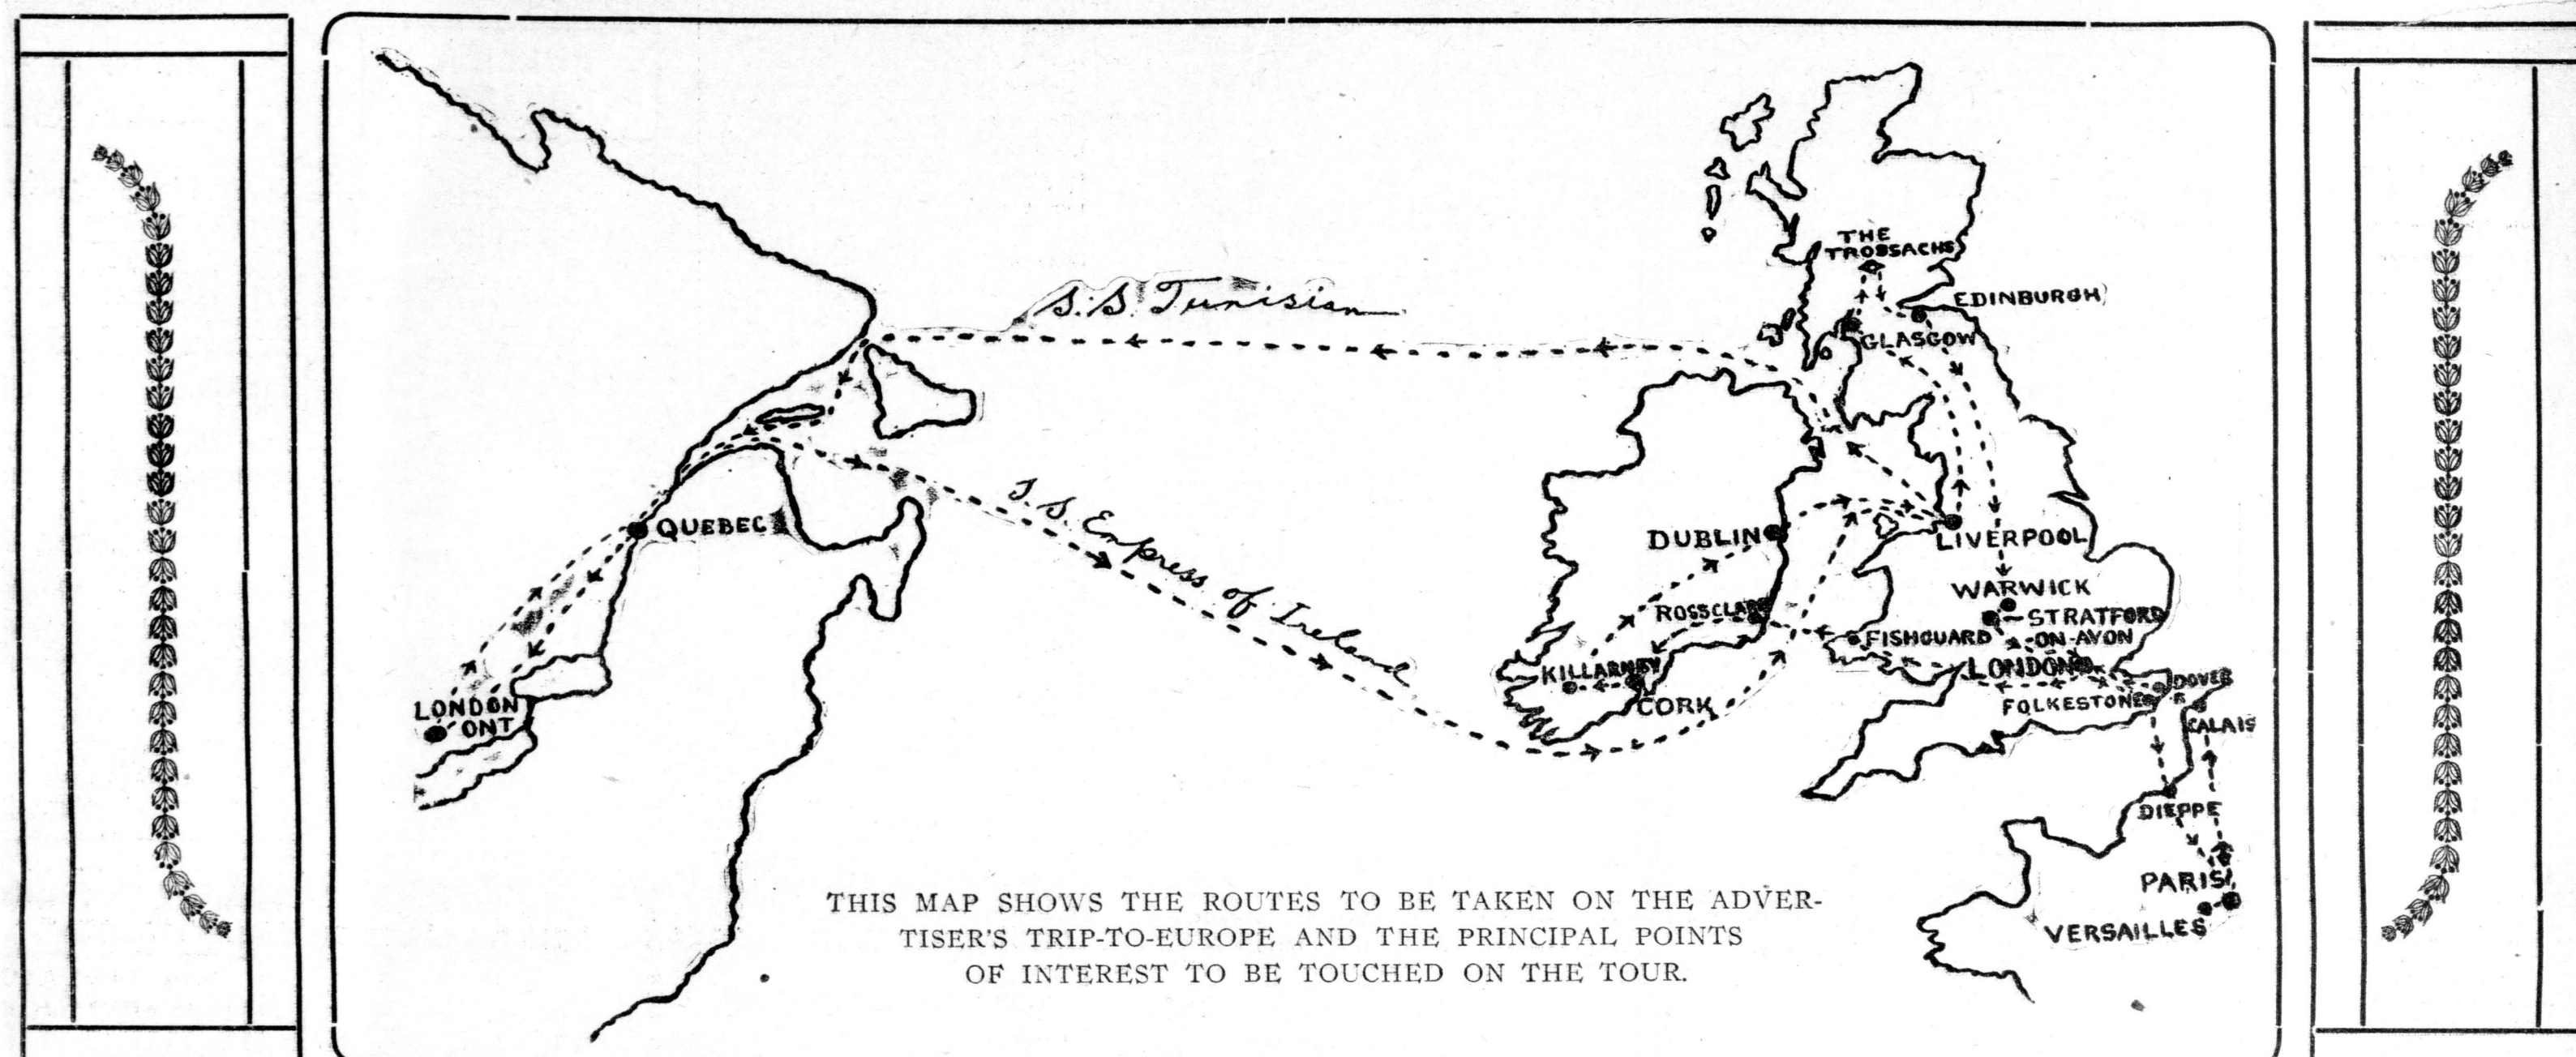 THE
TROSSACHS
S.S. Tunisian
EDINBURGH
GLASGOW
S.S. Empress of Ireland
QUEBEC
DUBLIN
LIVERPOOL
WARWICK
STRATFORD
-ON-AVON
ROSSCLARE
FISHGUARD
KILLARNEY
LONDON
DOVER
CORK
FOLKESTONE
CALAIS
LONDON
ONT
DIEPPE
PARIS
VERSAILLES
THIS MAP SHOWS THE ROUTES TO BE TAKEN ON THE ADVER-
TISER'S TRIP-TO-EUROPE AND THE PRINCIPAL POINTS
OF INTEREST TO BE TOUCHED ON THE TOUR.